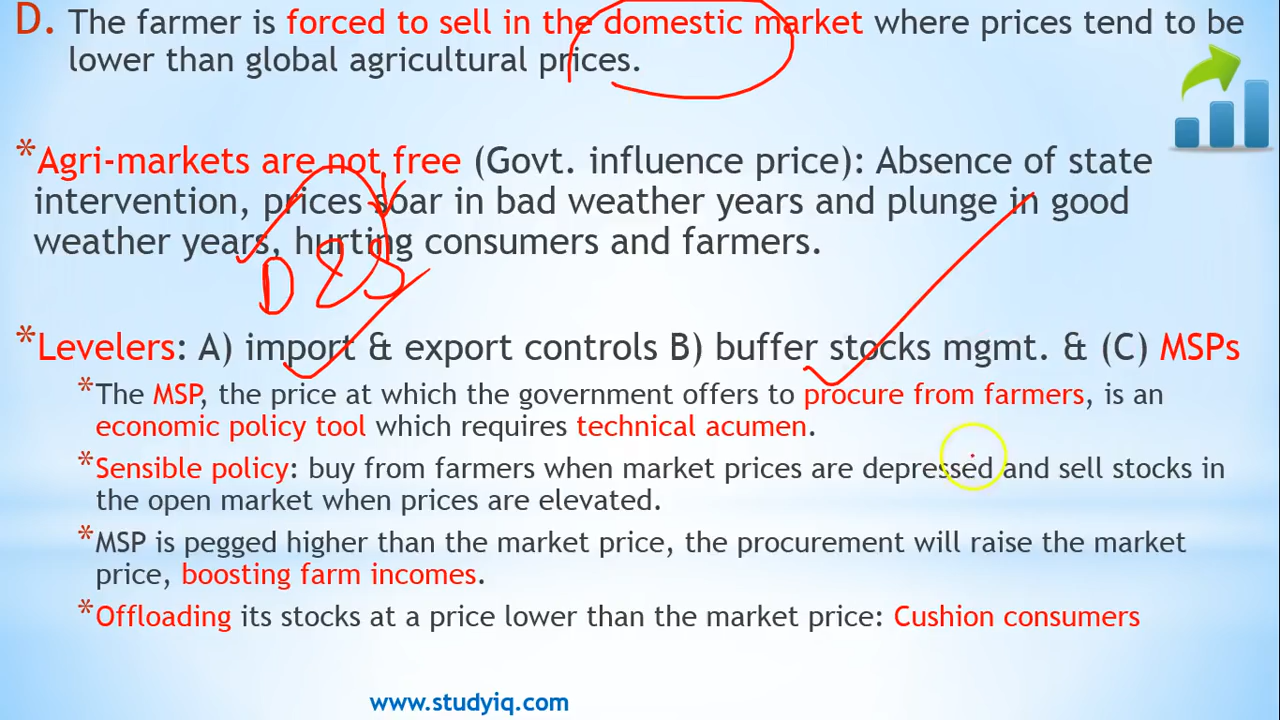 D. The farmer is forced to sell in the domestic market where prices tend to be
lower than global agricultural prices.
*Agri-markets are not free (Govt. influence price): Absence of state
intervention, prices soar in bad weather years and plunge in good
weather years, hurting consumers and farmers.
D & S
*Levelers: A) import & export controls B) buffer stocks mgmt. & (C) MSPs
*The MSP, the price at which the government offers to procure from farmers, is an
economic policy tool which requires technical acumen.
*Sensible policy: buy from farmers when market prices are depressed and sell stocks in
the open market when prices are elevated.
*MSP is pegged higher than the market price, the procurement will raise the market
price, boosting farm incomes.
*Offloading its stocks at a price lower than the market price: Cushion consumers
www.studyiq.com